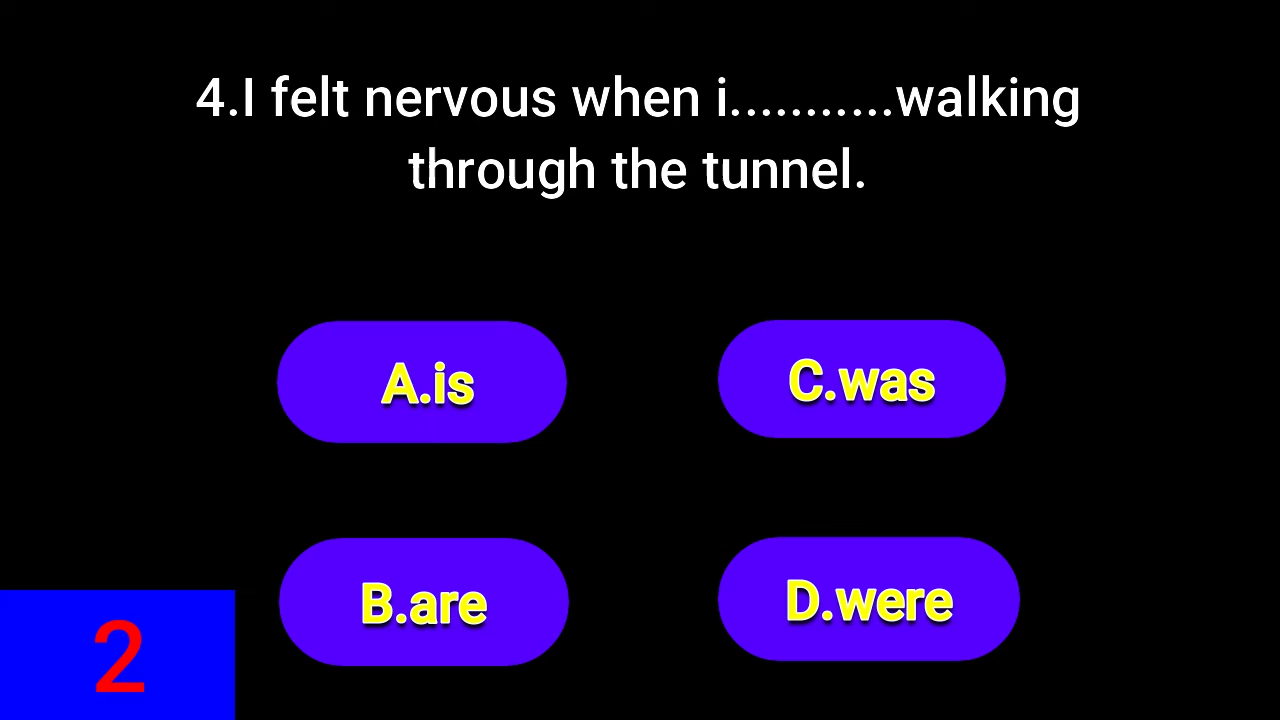 4.I felt nervous when i...........walking
through the tunnel.
A.is
C.was
B.are
D.were
2